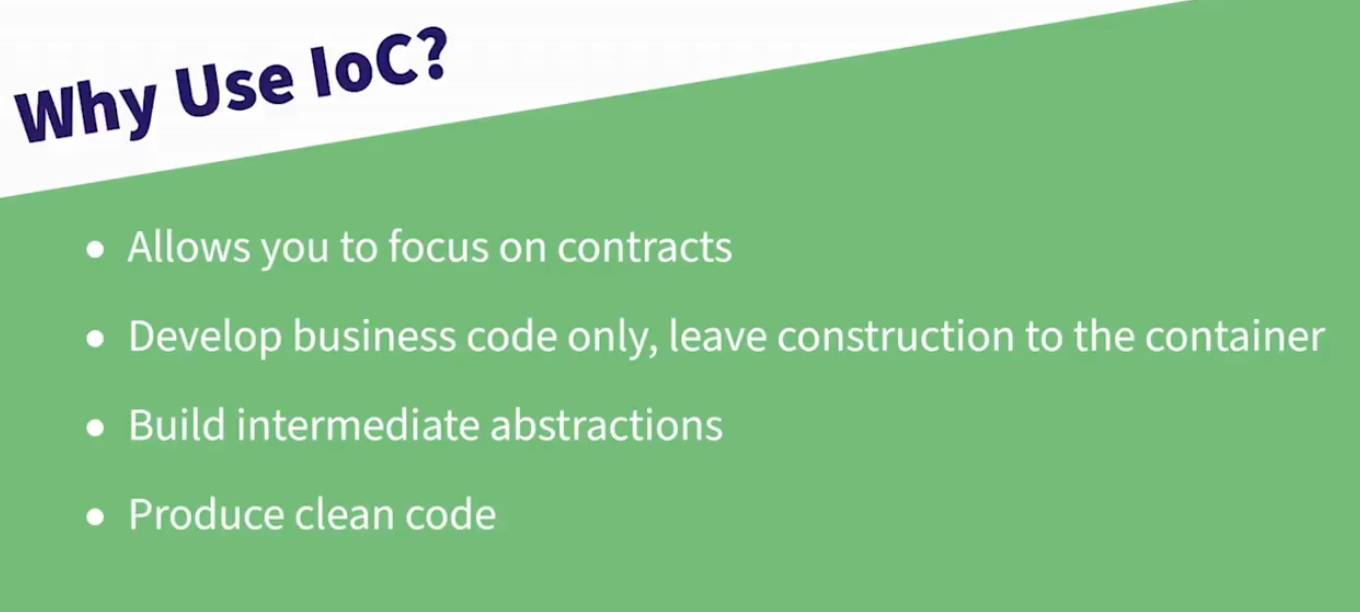 Why Use IoC?
• Allows you to focus on contracts
• Develop business code only, leave construction to the container
• Build intermediate abstractions
• Produce clean code